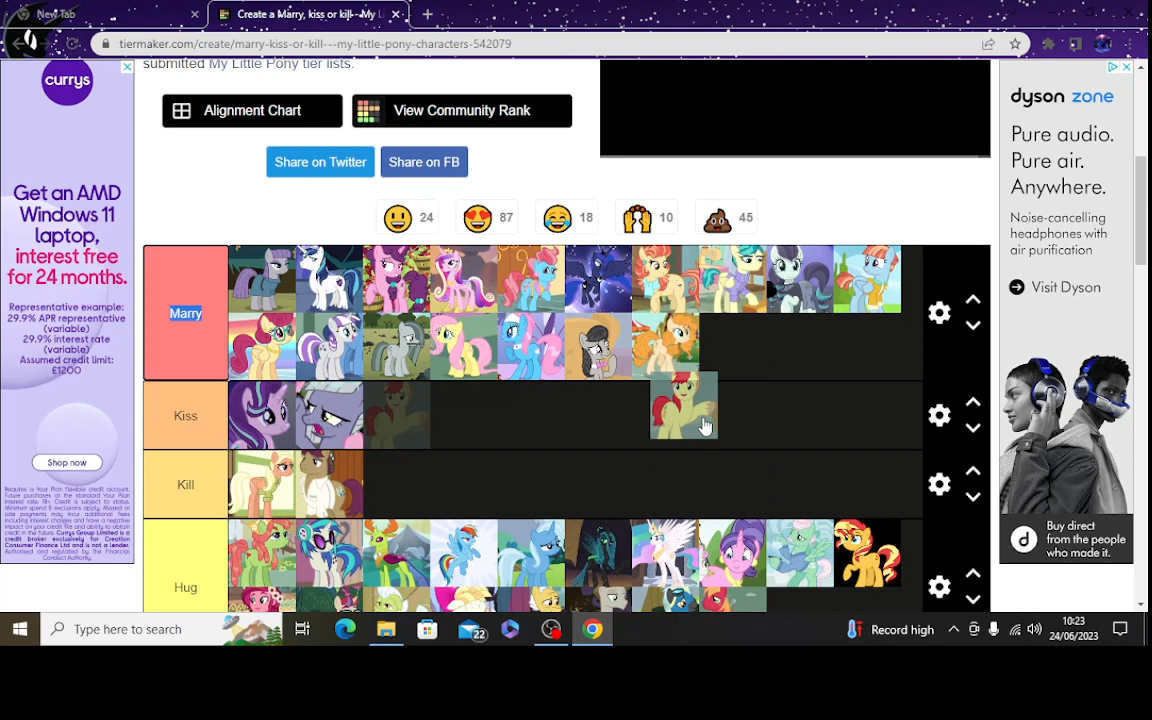 New Tab
Create a Marry, kiss or kill--My L
tiermaker.com/create/marry-kiss-or-kill---my-little-pony-characters-542079
submitted My Little Pony tier lists.
Alignment Chart
View Community Rank
Share on Twitter
Share on FB
24
87
18
10
45
Marry
Kiss
Kill
Hug
currys
Get an AMD
Windows 11
laptop,
interest free
for 24 months.
Representative example:
29.9% APR representative
(variable)
29.9% interest rate
(variable)
Assumed credit limit:
£1200
Shop now
dyson zone
Pure audio.
Pure air.
Anywhere.
Noise-cancelling
headphones with
air purification
Visit Dyson
Buy direct
from the people
who made it.
Type here to search
22
Record high
10:23
24/06/2023